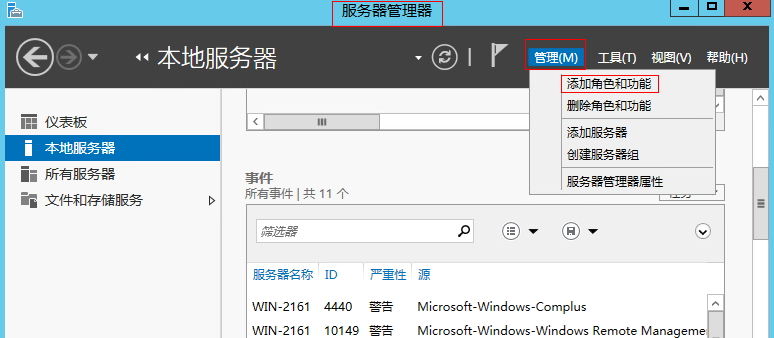 服务器管理器
本地服务器
管理(M) 工具(T) 视图(V) 帮助(H)
添加角色和功能
删除角色和功能
添加服务器
创建服务器组
服务器管理器属性
仪表板
本地服务器
所有服务器
文件和存储服务
事件
所有事件 | 共 11 个
筛选器
服务器名称 ID 严重性 源
WIN-2161 4440 警告 Microsoft-Windows-Complus
WIN-2161 10149 警告 Microsoft-Windows-Windows Remote Manageme